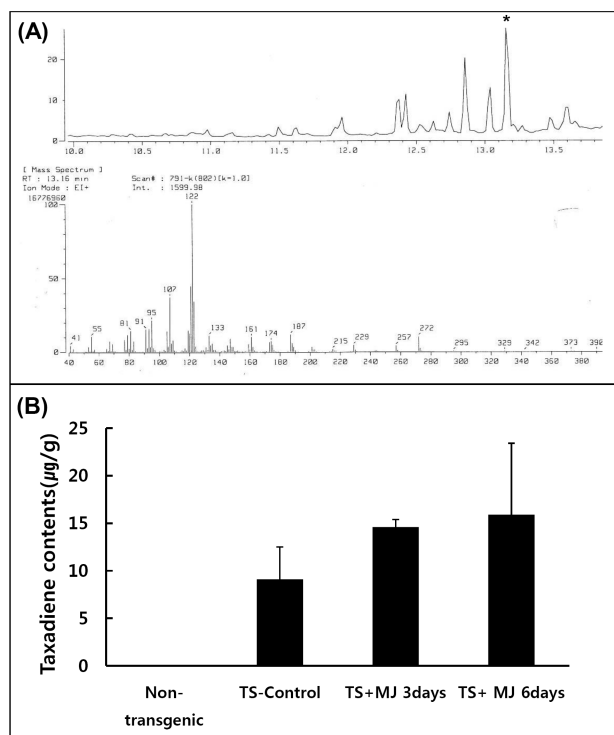 (A)
*
20
10
0
10.0 10.5 11.0 11.5 12.0 12.5 13.0 13.5
[ Mass Spectrum ]
RT : 13.16 min Scan# : 791-k(802)[k=1.0]
Ion Mode : EI+ Int. : 1599.98
16776960
122
100
50
0
41 55 81 91 95 107 133 161 174 187 215 229 257 272 295 329 342 373 390
40 60 80 100 120 140 160 180 200 220 240 260 280 300 320 340 360 380
(B)
Taxadiene contents(μg/g)
25
20
15
10
5
0
Non-transgenic TS-Control TS+MJ 3days TS+ MJ 6days